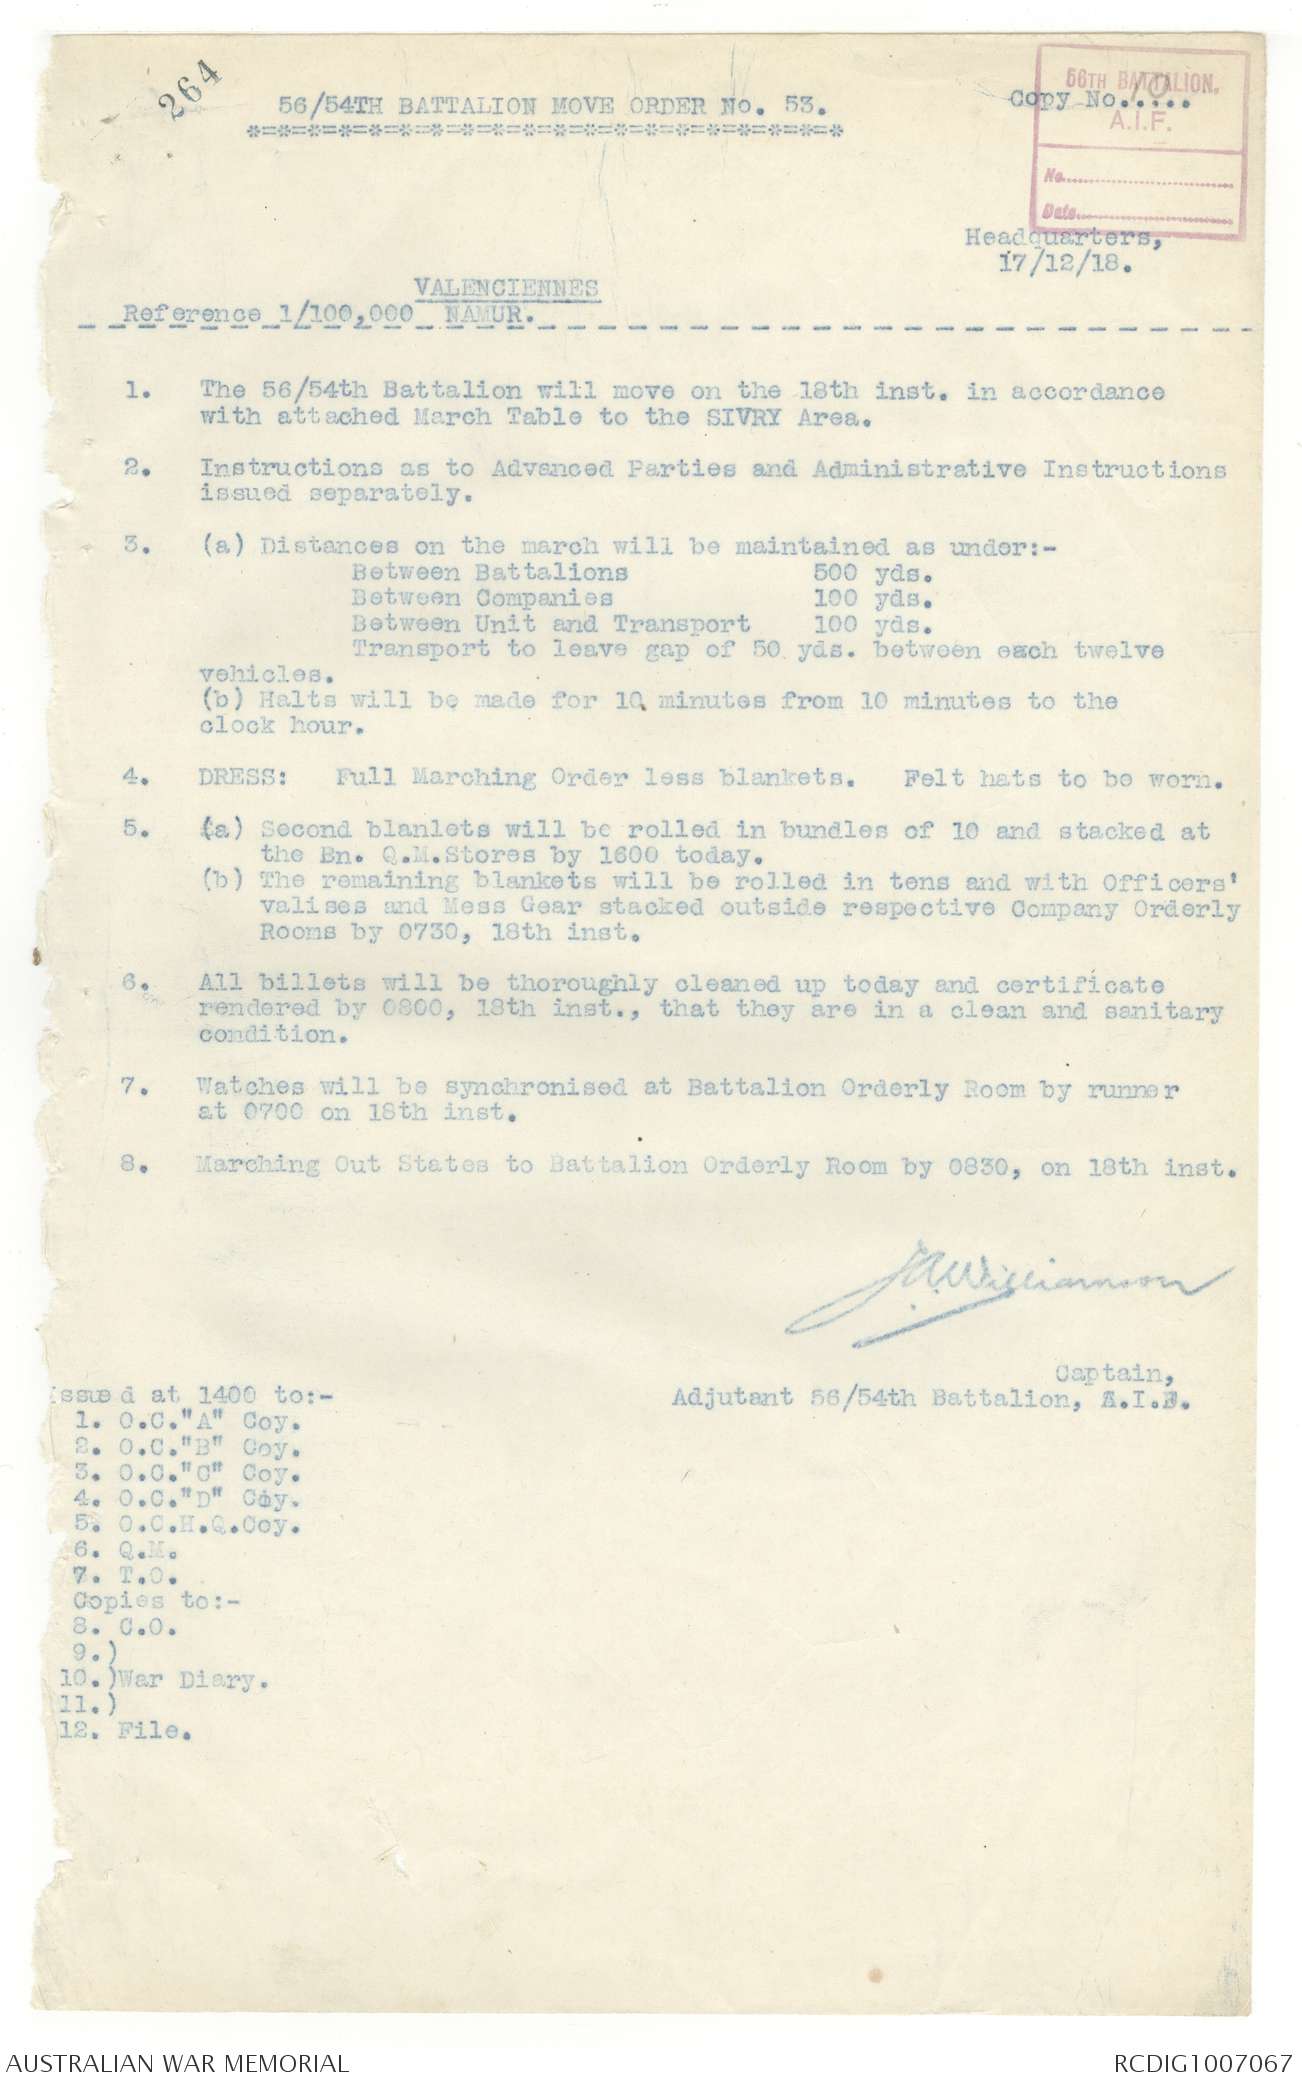 264
56/54TH BATTALION MOVE ORDER No. 53.
*=*=*=*=*=*=*=*=*=*=*=*=*=*=*=*=*=*=*=*
Copy No.....
10
56TH BATTALION.
A.I.F.
No.
Date
Headquarters,
17/12/18.
VALENCIENNES
Reference 1/100,000 NAMUR.
1. The 56/54th Battalion will move on the 18th inst. in accordance
with attached March Table to the SIVRY Area.
2. Instructions as to Advanced Parties and Administrative Instructions
issued separately.
3. (a) Distances on the march will be maintained as under:-
Between Battalions 500 yds.
Between Companies 100 yds.
Between Unit and Transport 100 yds.
Transport to leave gap of 50 yds. between each twelve
vehicles.
(b) Halts will be made for 10 minutes from 10 minutes to the
clock hour.
4. DRESS: Full Marching Order less blankets. Felt hats to be worn.
5. (a) Second blanlets will be rolled in bundles of 10 and stacked at
the Bn. Q.M.Stores by 1600 today.
(b) The remaining blankets will be rolled in tens and with Officers'
valises and Mess Gear stacked outside respective Company Orderly
Rooms by 0730, 18th inst.
6. All billets will be thoroughly cleaned up today and certificate
rendered by 0800, 18th inst., that they are in a clean and sanitary
condition.
7. Watches will be synchronised at Battalion Orderly Room by runner
at 0700 on 18th inst.
8. Marching Out States to Battalion Orderly Room by 0830, on 18th inst.
J.A.Williamson
Captain,
Adjutant 56/54th Battalion, A.I.F.
Issued at 1400 to:-
1. O.C."A" Coy.
2. O.C."B" Coy.
3. O.C."C" Coy.
4. O.C."D" Coy.
5. O.C.H.Q.Coy.
6. Q.M.
7. T.O.
Copies to:-
8. C.O.
9.)
10.)War Diary.
11.)
12. File.
AUSTRALIAN WAR MEMORIAL
RCDIG1007067